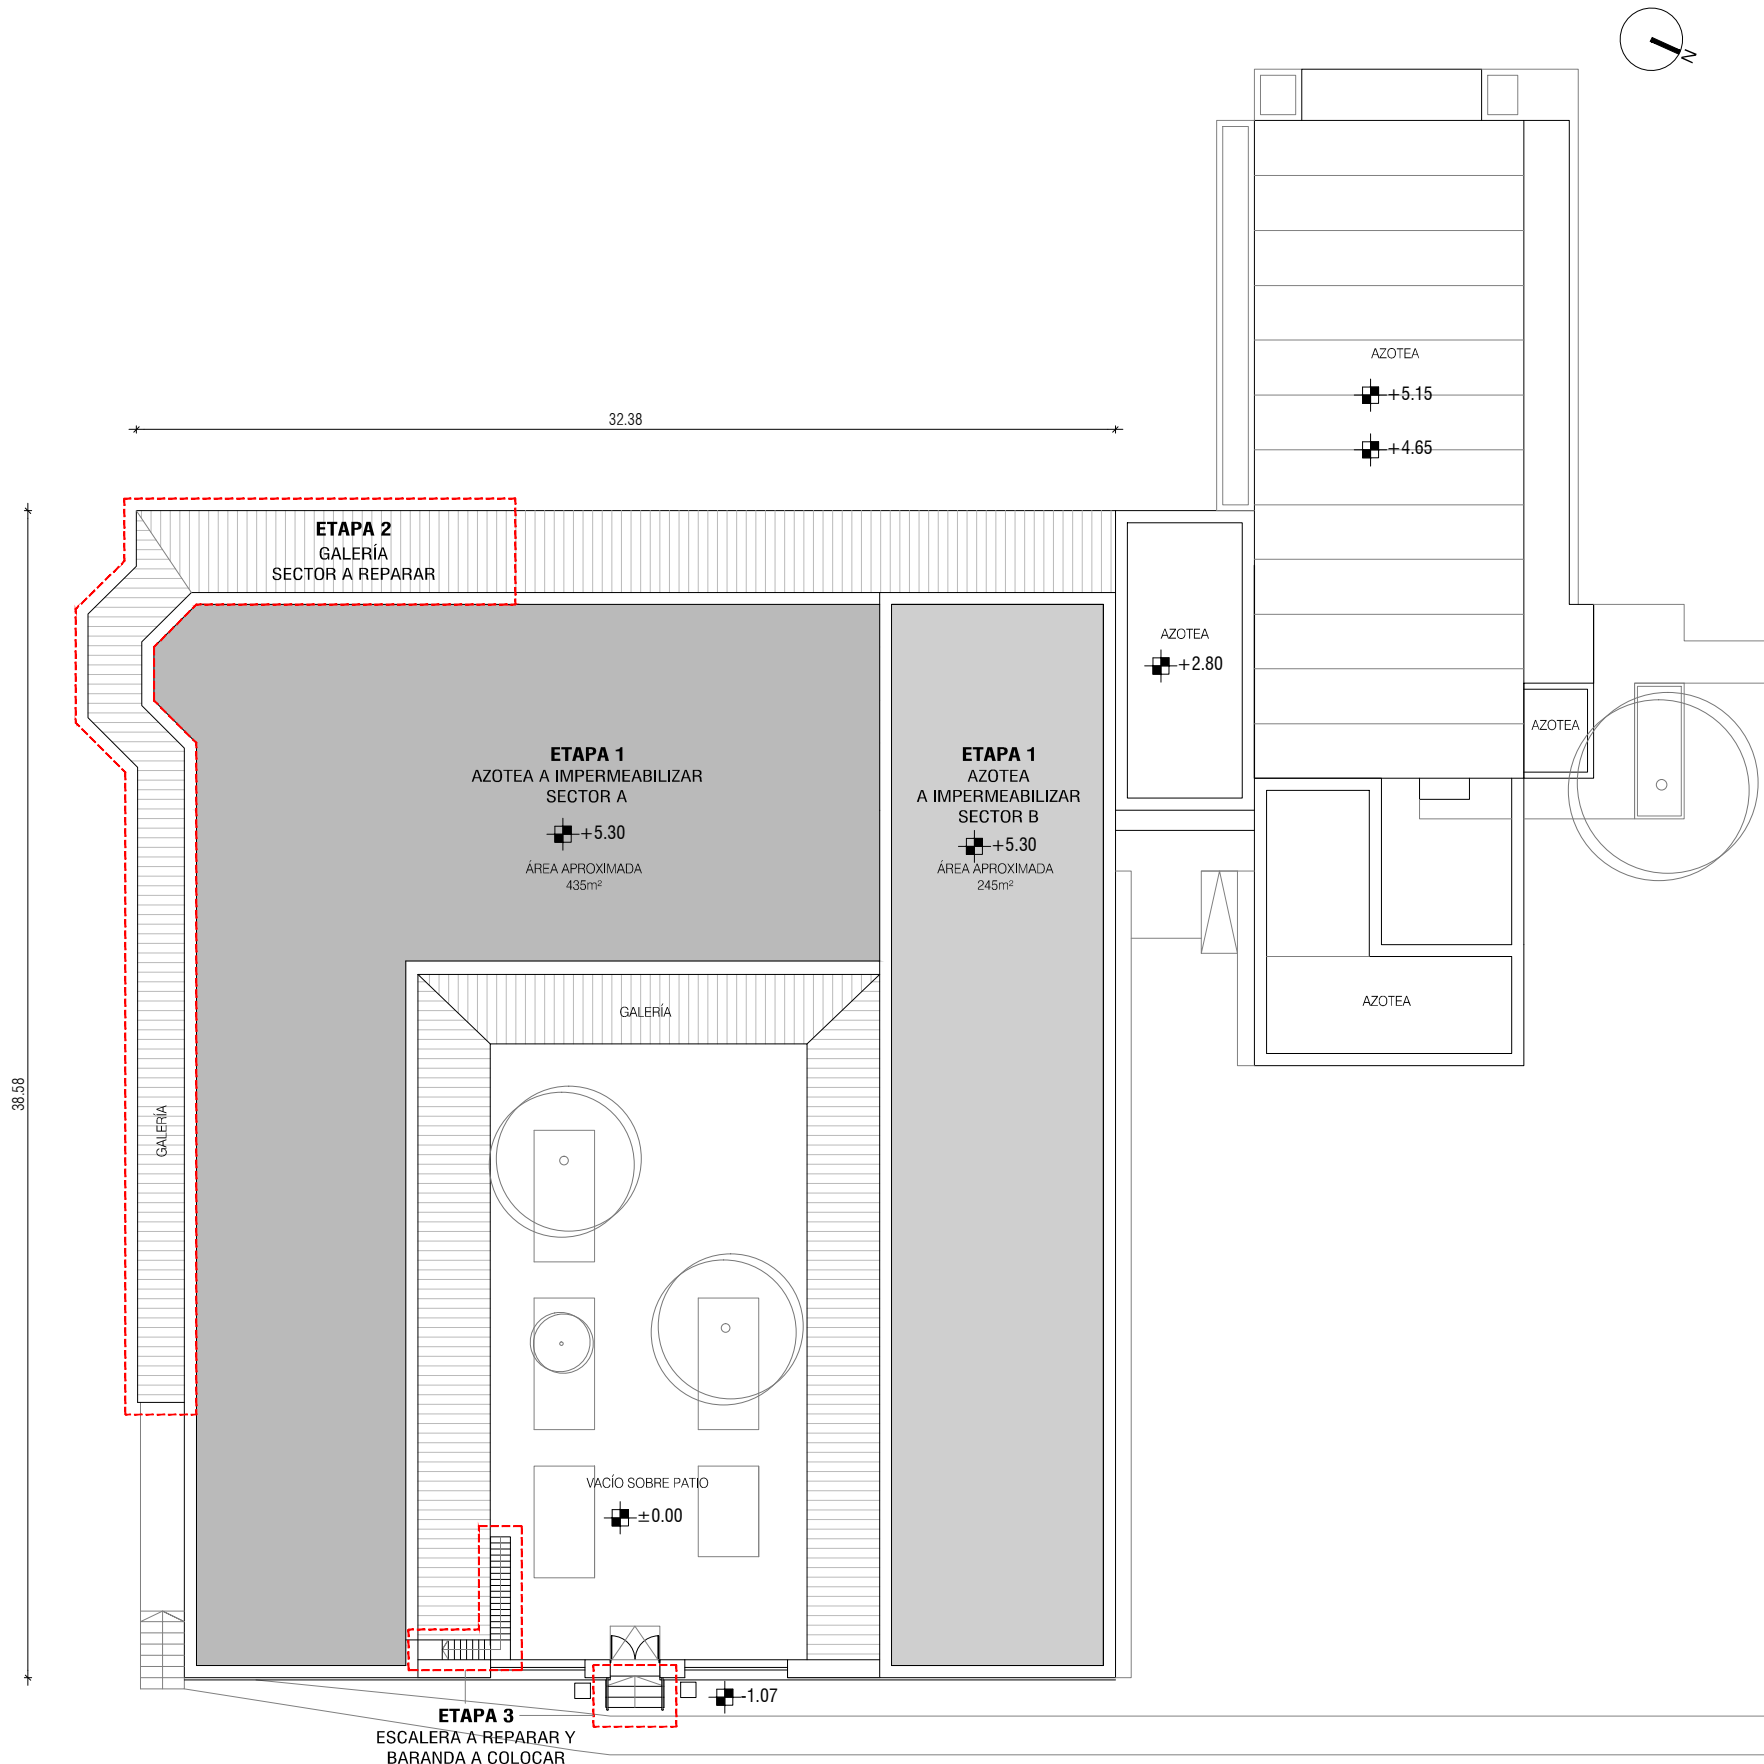 N
AZOTEA
+5.15
+4.65
32.38
ETAPA 2
GALERÍA
SECTOR A REPARAR
AZOTEA
+2.80
AZOTEA
ETAPA 1
AZOTEA A IMPERMEABILIZAR
SECTOR A
+5.30
ÁREA APROXIMADA
435m²
ETAPA 1
AZOTEA
A IMPERMEABILIZAR
SECTOR B
+5.30
ÁREA APROXIMADA
245m²
GALERÍA
AZOTEA
38.58
GALERÍA
VACÍO SOBRE PATIO
±0.00
-1.07
ETAPA 3
ESCALERA A REPARAR Y
BARANDA A COLOCAR